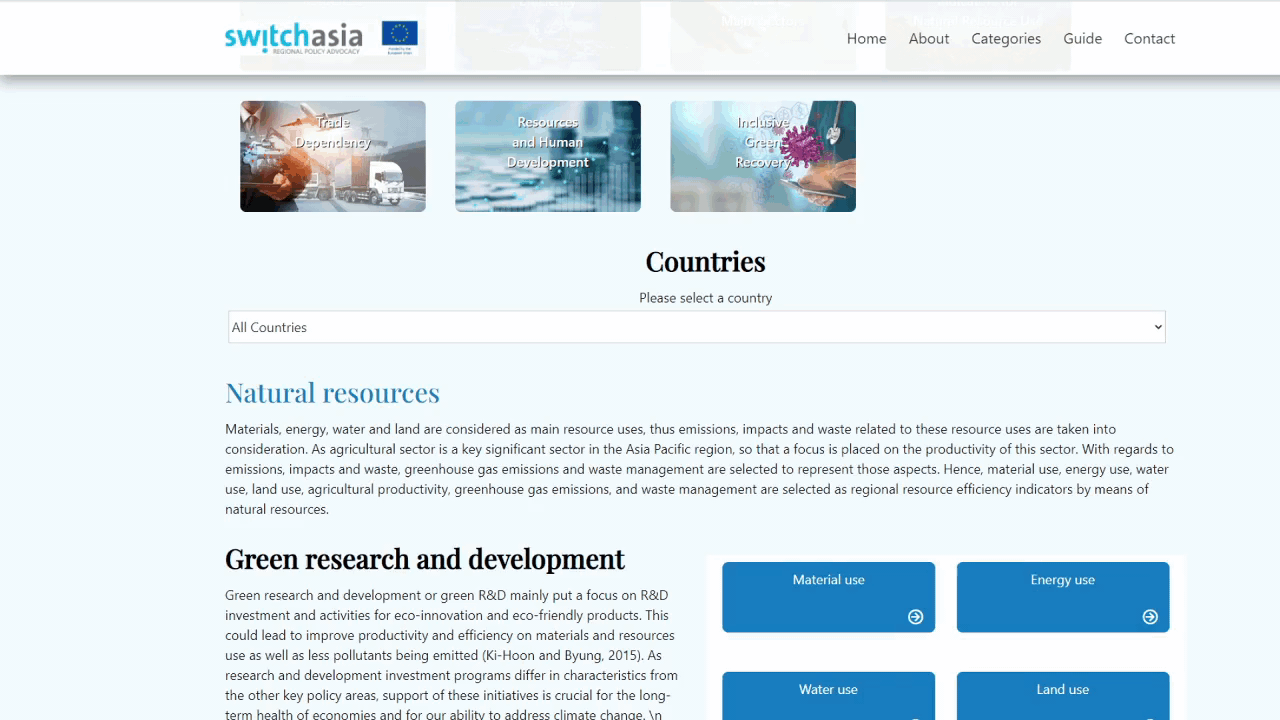 switchasia
REGIONAL POLICY ADVOCACY
Home
About
Categories
Guide
Contact
Trade
Dependency
Resources
and Human
Development
Inclusive
Green
Recovery
Countries
Please select a country
All Countries
Natural resources
Materials, energy, water and land are considered as main resource uses, thus emissions, impacts and waste related to these resource uses are taken into
consideration. As agricultural sector is a key significant sector in the Asia Pacific region, so that a focus is placed on the productivity of this sector. With regards to
emissions, impacts and waste, greenhouse gas emissions and waste management are selected to represent those aspects. Hence, material use, energy use, water
use, land use, agricultural productivity, greenhouse gas emissions, and waste management are selected as regional resource efficiency indicators by means of
natural resources.
Green research and development
Green research and development or green R&D mainly put a focus on R&D
investment and activities for eco-innovation and eco-friendly products. This
could lead to improve productivity and efficiency on materials and resources
use as well as less pollutants being emitted (Ki-Hoon and Byung, 2015). As
research and development investment programs differ in characteristics from
the other key policy areas, support of these initiatives is crucial for the long-
term health of economies and for our ability to address climate change. \n
Material use
Energy use
Water use
Land use